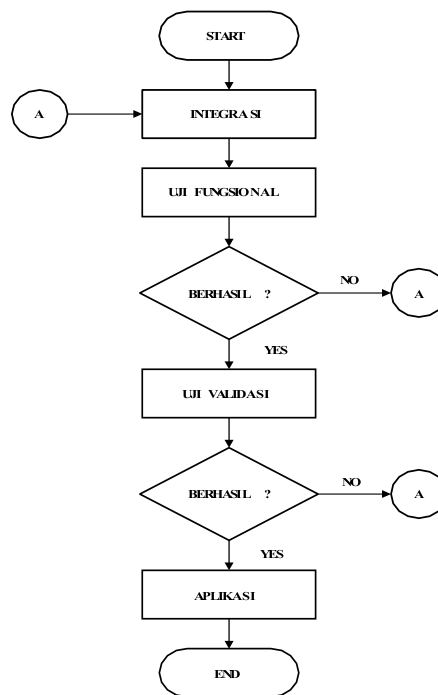 START
A
INTEGRASI
UJI FUNGSIONAL
BERHASIL ?
NO
A
YES
UJI VALIDASI
BERHASIL ?
NO
A
YES
APLIKASI
END